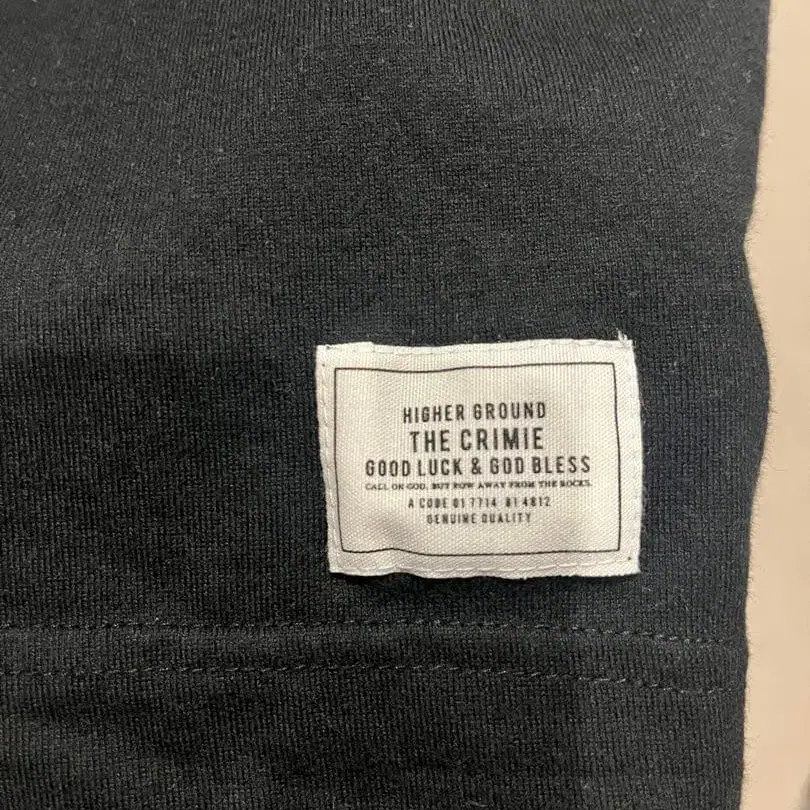 HIGHER GROUND
THE CRIMIE
GOOD LUCK & GOD BLESS
CALL ON GOD, BUT ROW AWAY FROM THE ROCKS.
A CODE 01 7714 81 4812
GENUINE QUALITY